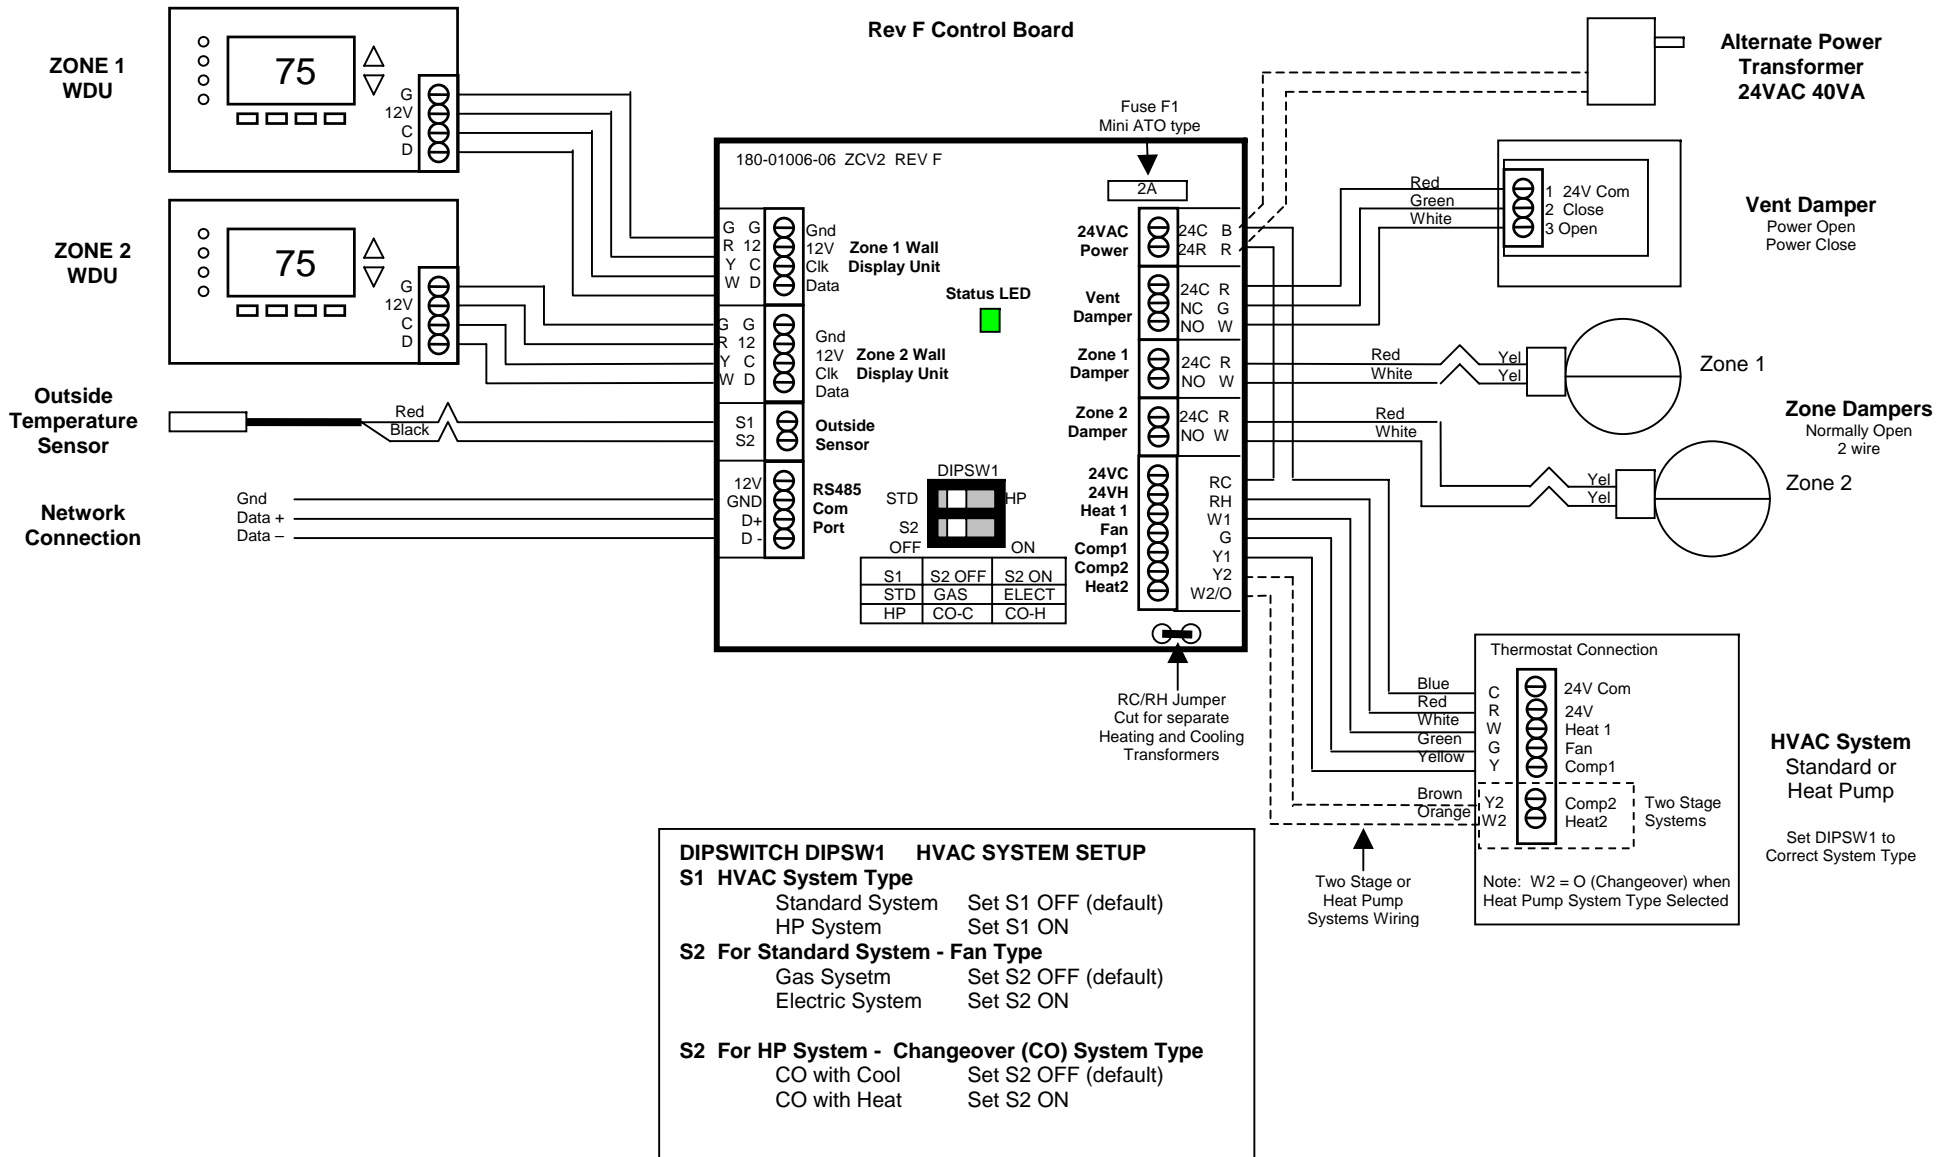 Rev F Control Board
ZONE 1
WDU
75
G
12V
C
D
ZONE 2
WDU
75
G
12V
C
D
Outside
Temperature
Sensor
Red
Black
Network
Connection
Gnd
Data +
Data –
Fuse F1
Mini ATO type
180-01006-06 ZCV2 REV F
2A
G G Gnd
R 12 12V
Y C Clk
W D Data
Zone 1 Wall
Display Unit
G G Gnd
R 12 12V
Y C Clk
W D Data
Zone 2 Wall
Display Unit
Status LED
S1
S2
Outside
Sensor
12V
GND
D+
D -
RS485
Com
Port
DIPSW1
STD HP
S2
OFF ON
S1 S2 OFF S2 ON
STD GAS ELECT
HP CO-C CO-H
24VAC
Power
24C B
24R R
Vent
Damper
24C R
NC G
NO W
Zone 1
Damper
24C R
NO W
Zone 2
Damper
24C R
NO W
24VC RC
24VH RH
Heat 1 W1
Fan G
Comp1 Y1
Comp2 Y2
Heat2 W2/O
RC/RH Jumper
Cut for separate
Heating and Cooling
Transformers
Alternate Power
Transformer
24VAC 40VA
Red
Green
White
1 24V Com
2 Close
3 Open
Vent Damper
Power Open
Power Close
Red Yel
White Yel
Zone 1
Red
White
Yel
Yel
Zone 2
Zone Dampers
Normally Open
2 wire
Thermostat Connection
Blue C 24V Com
Red R 24V
White W Heat 1
Green G Fan
Yellow Y Comp1
Brown Y2 Comp2
Orange W2 Heat2
Two Stage
Systems
Note: W2 = O (Changeover) when
Heat Pump System Type Selected
HVAC System
Standard or
Heat Pump
Set DIPSW1 to
Correct System Type
Two Stage or
Heat Pump
Systems Wiring
DIPSWITCH DIPSW1 HVAC SYSTEM SETUP
S1 HVAC System Type
Standard System Set S1 OFF (default)
HP System Set S1 ON
S2 For Standard System - Fan Type
Gas Sysetm Set S2 OFF (default)
Electric System Set S2 ON
S2 For HP System - Changeover (CO) System Type
CO with Cool Set S2 OFF (default)
CO with Heat Set S2 ON